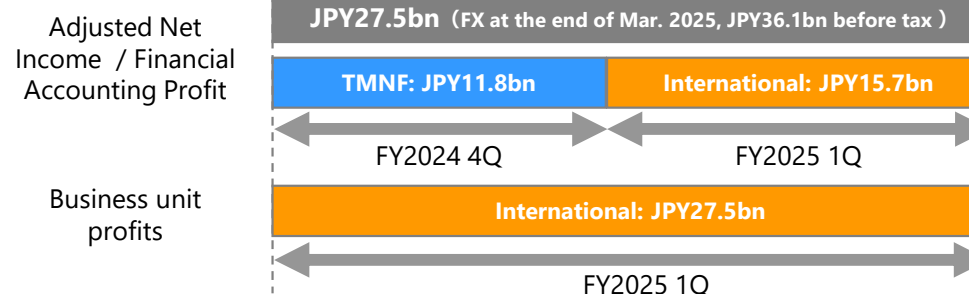 JPY27.5bn（FX at the end of Mar. 2025, JPY36.1bn before tax ）
Adjusted Net
Income / Financial
Accounting Profit
TMNF: JPY11.8bn
International: JPY15.7bn
FY2024 4Q
FY2025 1Q
Business unit
profits
International: JPY27.5bn
FY2025 1Q